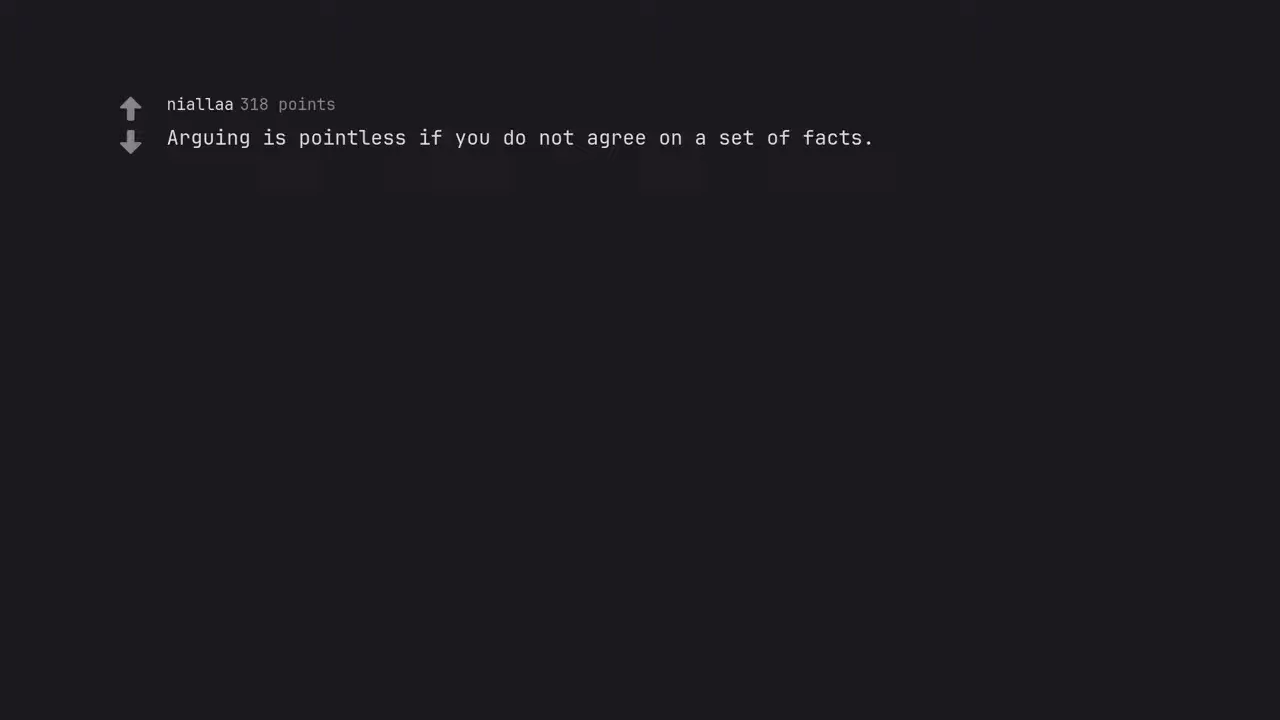 niallaa 318 points
Arguing is pointless if you do not agree on a set of facts.